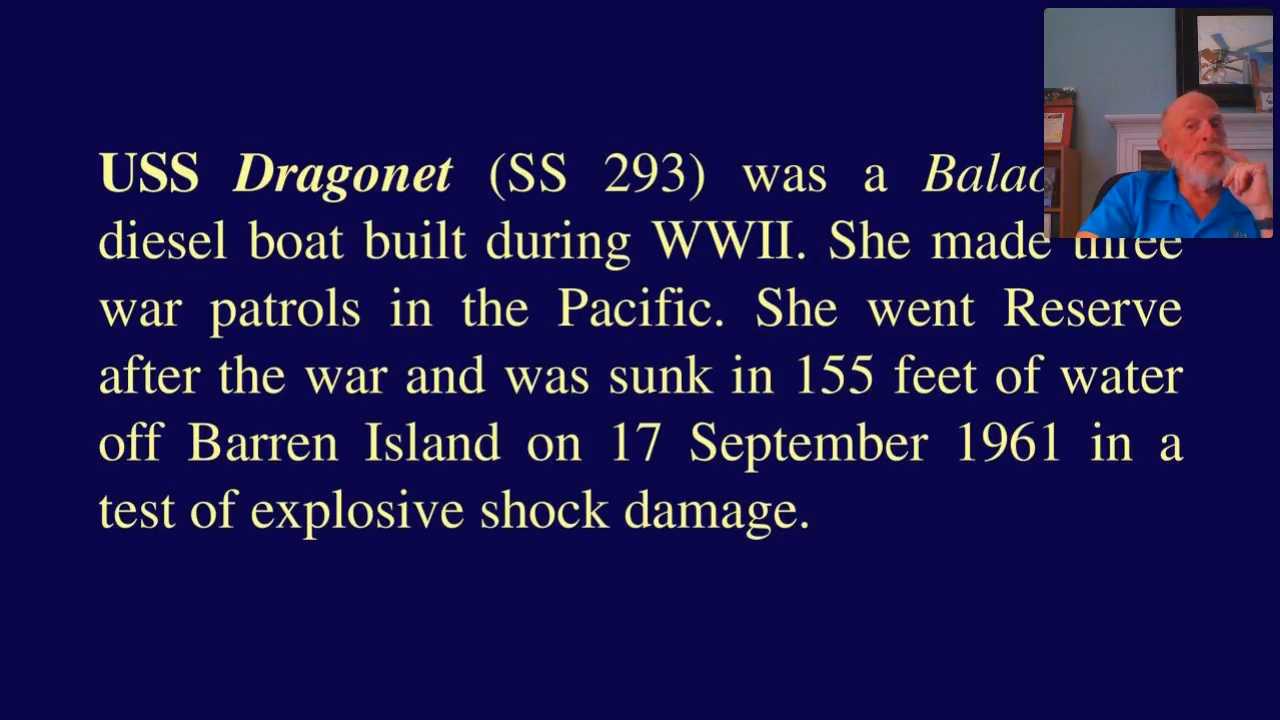 USS Dragonet (SS 293) was a Balao
diesel boat built during WWII. She made three
war patrols in the Pacific. She went Reserve
after the war and was sunk in 155 feet of water
off Barren Island on 17 September 1961 in a
test of explosive shock damage.